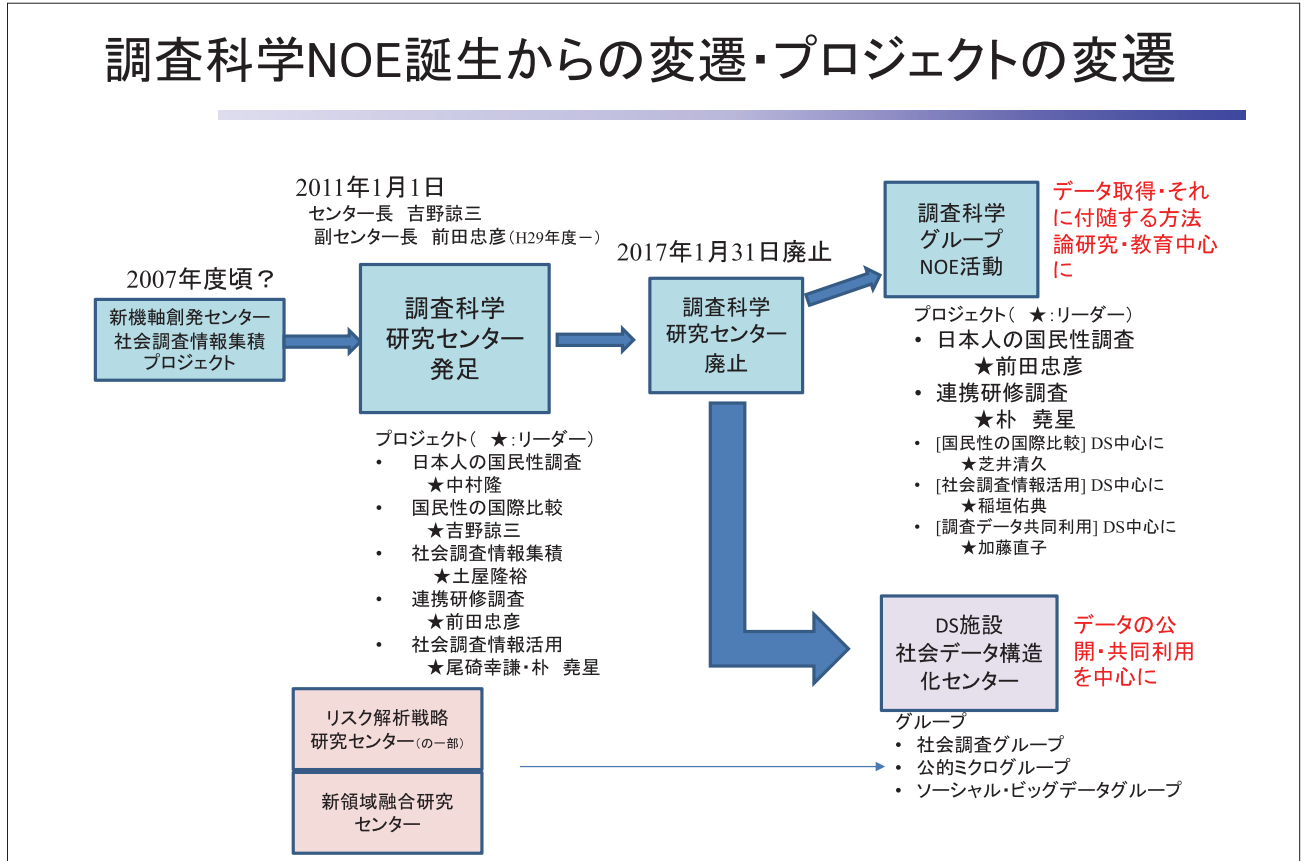 調査科学NOE誕生からの変遷・プロジェクトの変遷
2007年度頃？
新機軸創発センター
社会調査情報集積
プロジェクト
2011年1月1日
センター長　吉野諒三
副センター長　前田忠彦(H29年度－)
調査科学
研究センター
発足
プロジェクト(　★:リーダー)
•　日本人の国民性調査
★中村隆
•　国民性の国際比較
★吉野諒三
•　社会調査情報集積
★土屋隆裕
•　連携研修調査
★前田忠彦
•　社会調査情報活用
★尾碕幸謙・朴　堯星
リスク解析戦略
研究センター(の一部)
新領域融合研究
センター
2017年1月31日廃止
調査科学
研究センター
廃止
調査科学
グループ
NOE活動
データ取得・それ
に付随する方法
論研究・教育中心
に
プロジェクト(　★:リーダー)
•　日本人の国民性調査
★前田忠彦
•　連携研修調査
★朴　堯星
•　[国民性の国際比較] DS中心に
★芝井清久
•　[社会調査情報活用] DS中心に
★稲垣佑典
•　[調査データ共同利用] DS中心に
★加藤直子
DS施設
社会データ構造
化センター
データの公
開・共同利用
を中心に
グループ
•　社会調査グループ
•　公的ミクログループ
•　ソーシャル・ビッグデータグループ